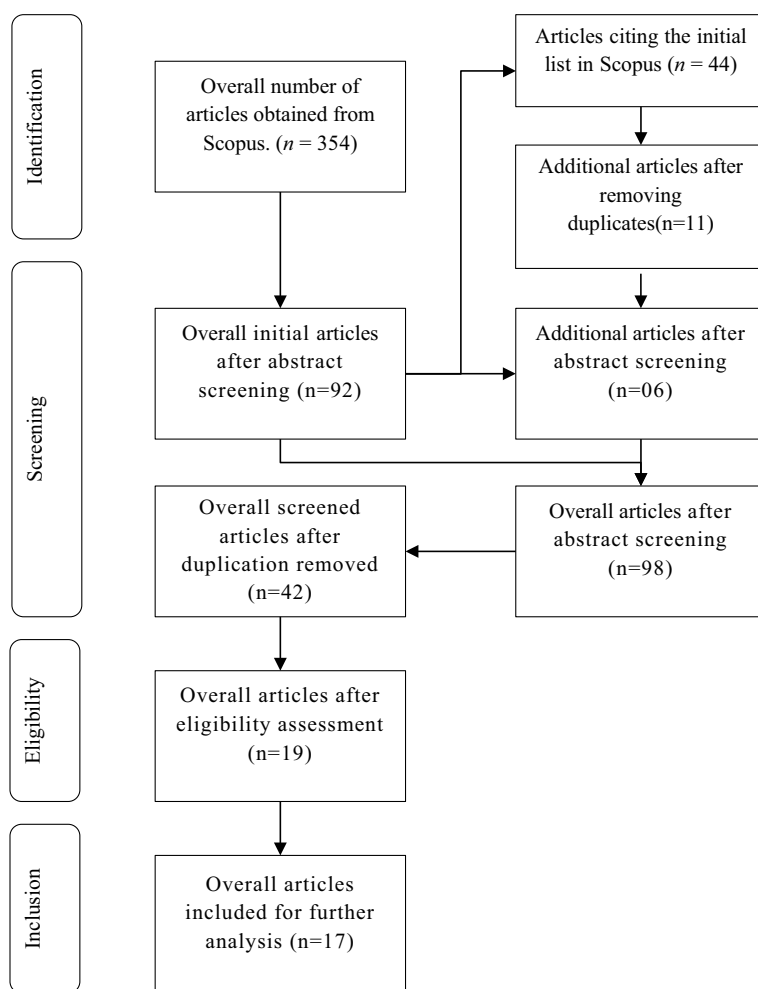 Identification
Overall number of
articles obtained from
Scopus. (n = 354)
Articles citing the initial
list in Scopus (n = 44)
Additional articles after
removing
duplicates(n=11)
Screening
Overall initial articles
after abstract
screening (n=92)
Additional articles after
abstract screening
(n=06)
Overall screened
articles after
duplication removed
(n=42)
Overall articles after
abstract screening
(n=98)
Eligibility
Overall articles after
eligibility assessment
(n=19)
Inclusion
Overall articles
included for further
analysis (n=17)